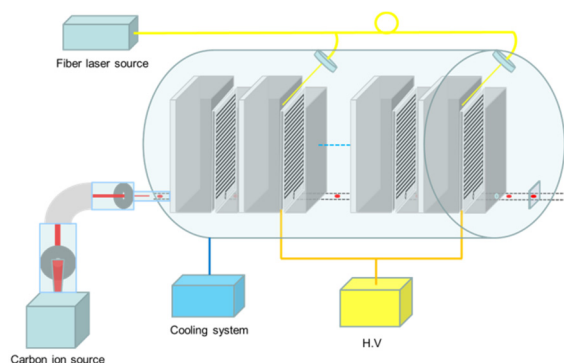 Fiber laser source
Cooling system
H.V
Carbon ion source